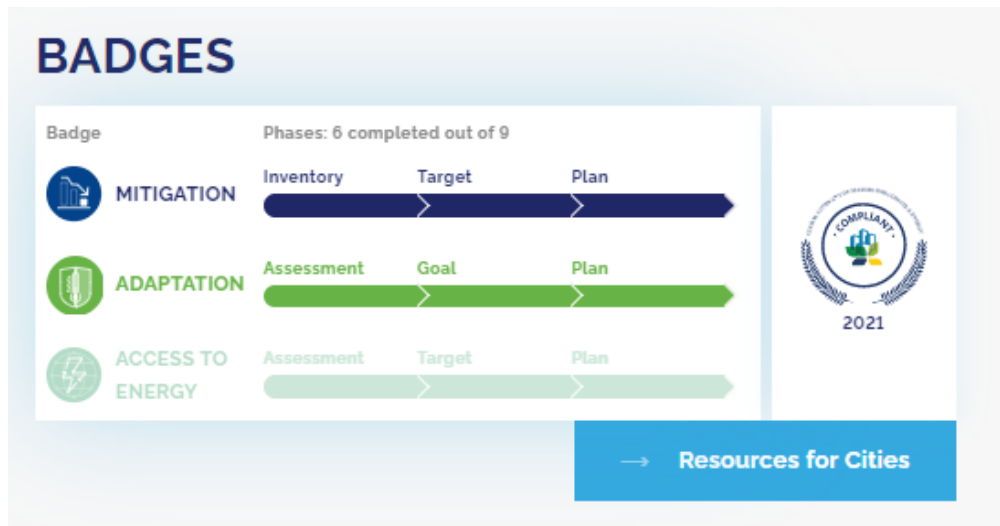 BADGES
Badge
Phases: 6 completed out of 9
MITIGATION
Inventory Target Plan
ADAPTATION
Assessment Goal Plan
ACCESS TO
ENERGY
Assessment Target Plan
COMPLIANT
2021
→ Resources for Cities